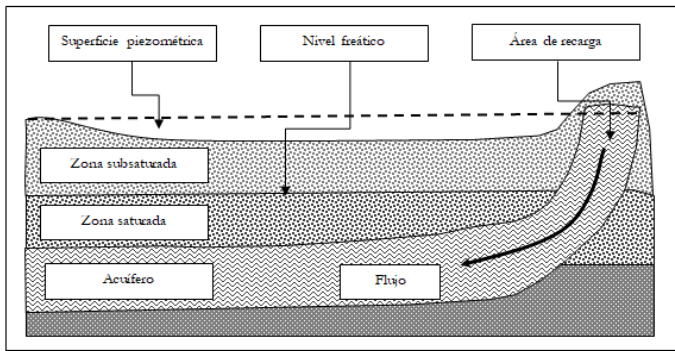 Superficie piezométrica
Nivel freático
Área de recarga
Zona subsaturada
Zona saturada
Acuífero
Flujo